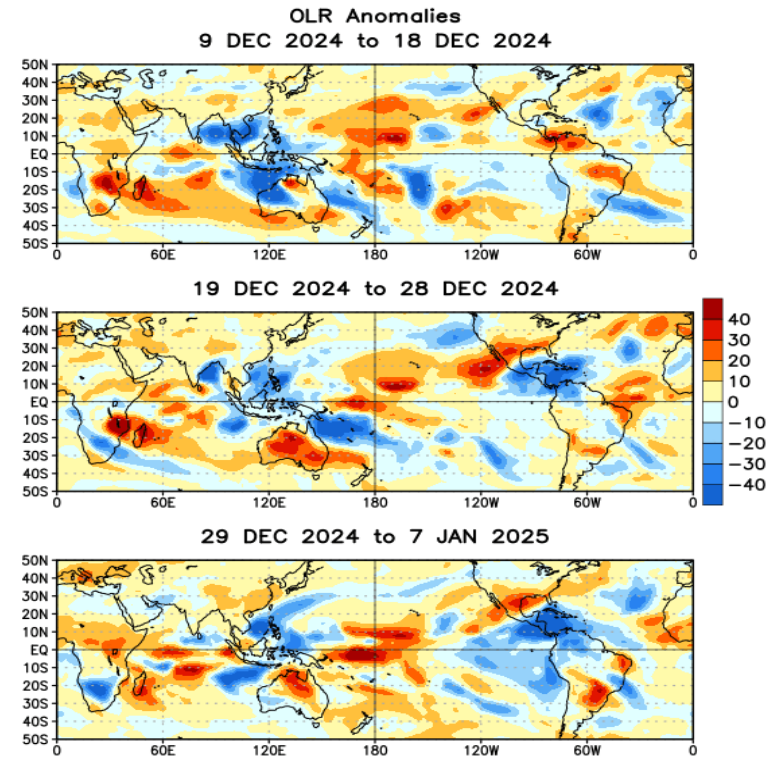 OLR Anomalies
9 DEC 2024 to 18 DEC 2024
50N
40N
30N
20N
10N
EQ
10S
20S
30S
40S
50S
0 60E 120E 180 120W 60W 0
19 DEC 2024 to 28 DEC 2024
50N
40N
30N
20N
10N
EQ
10S
20S
30S
40S
50S
0 60E 120E 180 120W 60W 0
40
30
20
10
0
-10
-20
-30
-40
29 DEC 2024 to 7 JAN 2025
50N
40N
30N
20N
10N
EQ
10S
20S
30S
40S
50S
0 60E 120E 180 120W 60W 0